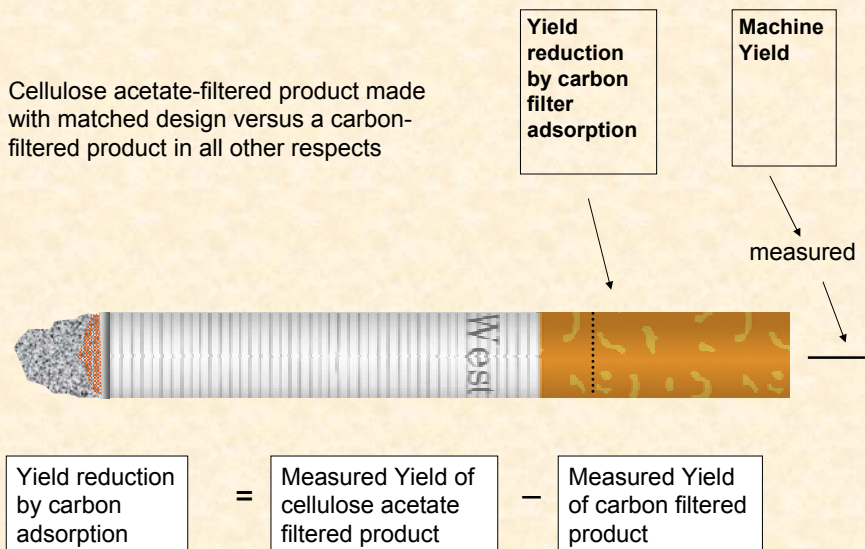 Yield
reduction
by carbon
filter
adsorption
Machine
Yield
Cellulose acetate-filtered product made
with matched design versus a carbon-
filtered product in all other respects
measured
West
Yield reduction
by carbon
adsorption
=
Measured Yield of
cellulose acetate
filtered product
–
Measured Yield
of carbon filtered
product